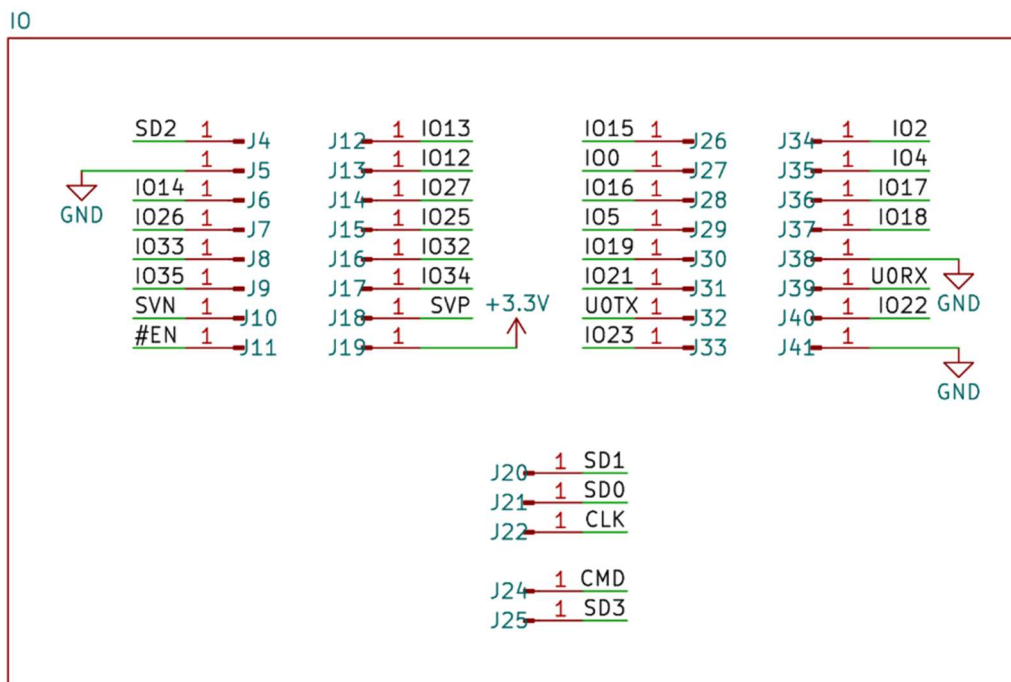 IO
SD2 1 J4 J12 1 IO13 IO15 1 J26 J34 1 IO2
1 J5 J13 1 IO12 IO0 1 J27 J35 1 IO4
IO14 1 J6 J14 1 IO27 IO16 1 J28 J36 1 IO17
GND
IO26 1 J7 J15 1 IO25 IO5 1 J29 J37 1 IO18
IO33 1 J8 J16 1 IO32 IO19 1 J30 J38 1
IO35 1 J9 J17 1 IO34 IO21 1 J31 J39 1 U0RX
+3.3V
GND
SVN 1 J10 J18 1 SVP U0TX 1 J32 J40 1 IO22
#EN 1 J11 J19 1 IO23 1 J33 J41 1
GND
J20 1 SD1
J21 1 SD0
J22 1 CLK
J24 1 CMD
J25 1 SD3